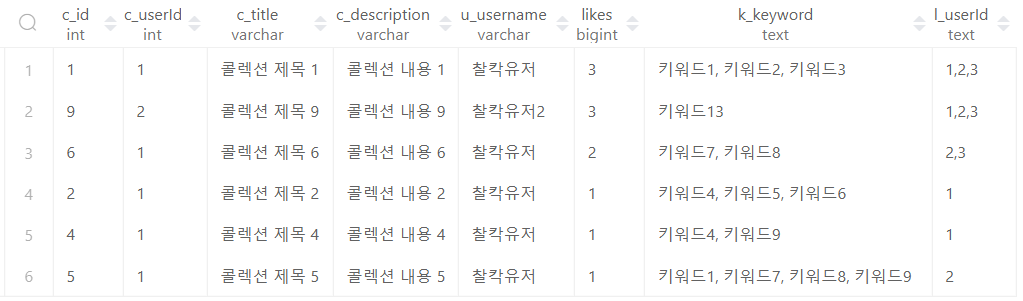 c_id c_userId c_title c_description u_username likes k_keyword l_userId
int int varchar varchar varchar bigint text text
1 1 1 콜렉션 제목 1 콜렉션 내용 1 찰칵유저 3 키워드1, 키워드2, 키워드3 1,2,3
2 9 2 콜렉션 제목 9 콜렉션 내용 9 찰칵유저2 3 키워드13 1,2,3
3 6 1 콜렉션 제목 6 콜렉션 내용 6 찰칵유저 2 키워드7, 키워드8 2,3
4 2 1 콜렉션 제목 2 콜렉션 내용 2 찰칵유저 1 키워드4, 키워드5, 키워드6 1
5 4 1 콜렉션 제목 4 콜렉션 내용 4 찰칵유저 1 키워드4, 키워드9 1
6 5 1 콜렉션 제목 5 콜렉션 내용 5 찰칵유저 1 키워드1, 키워드7, 키워드8, 키워드9 2